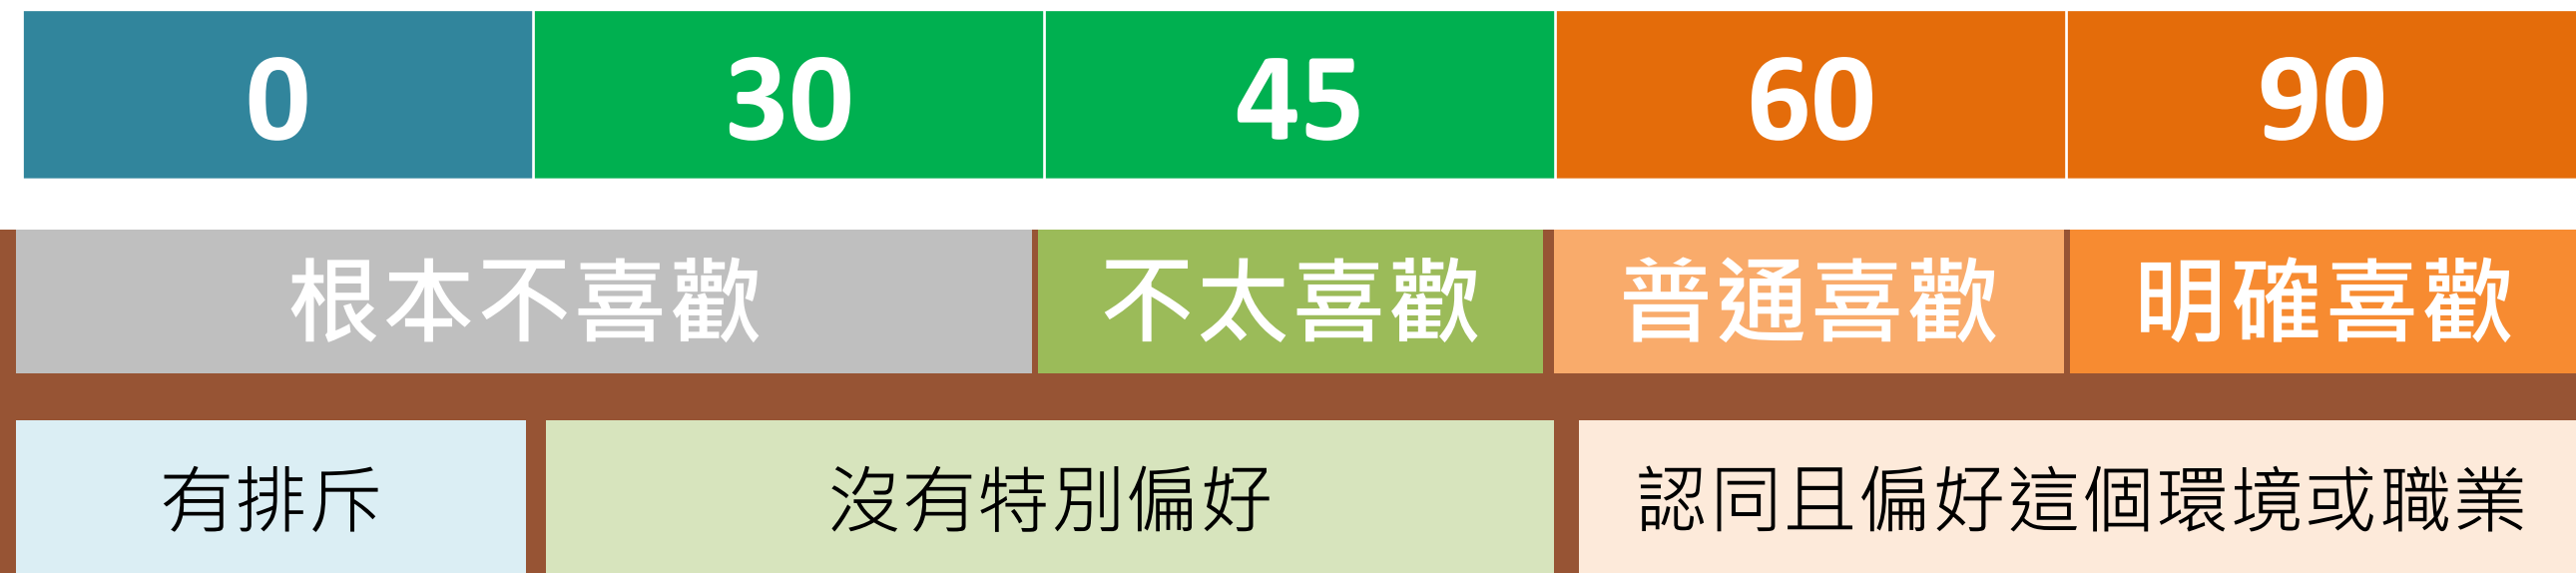 0 30 45 60 90
根本不喜歡 不太喜歡 普通喜歡 明確喜歡
有排斥 沒有特別偏好 認同且偏好這個環境或職業